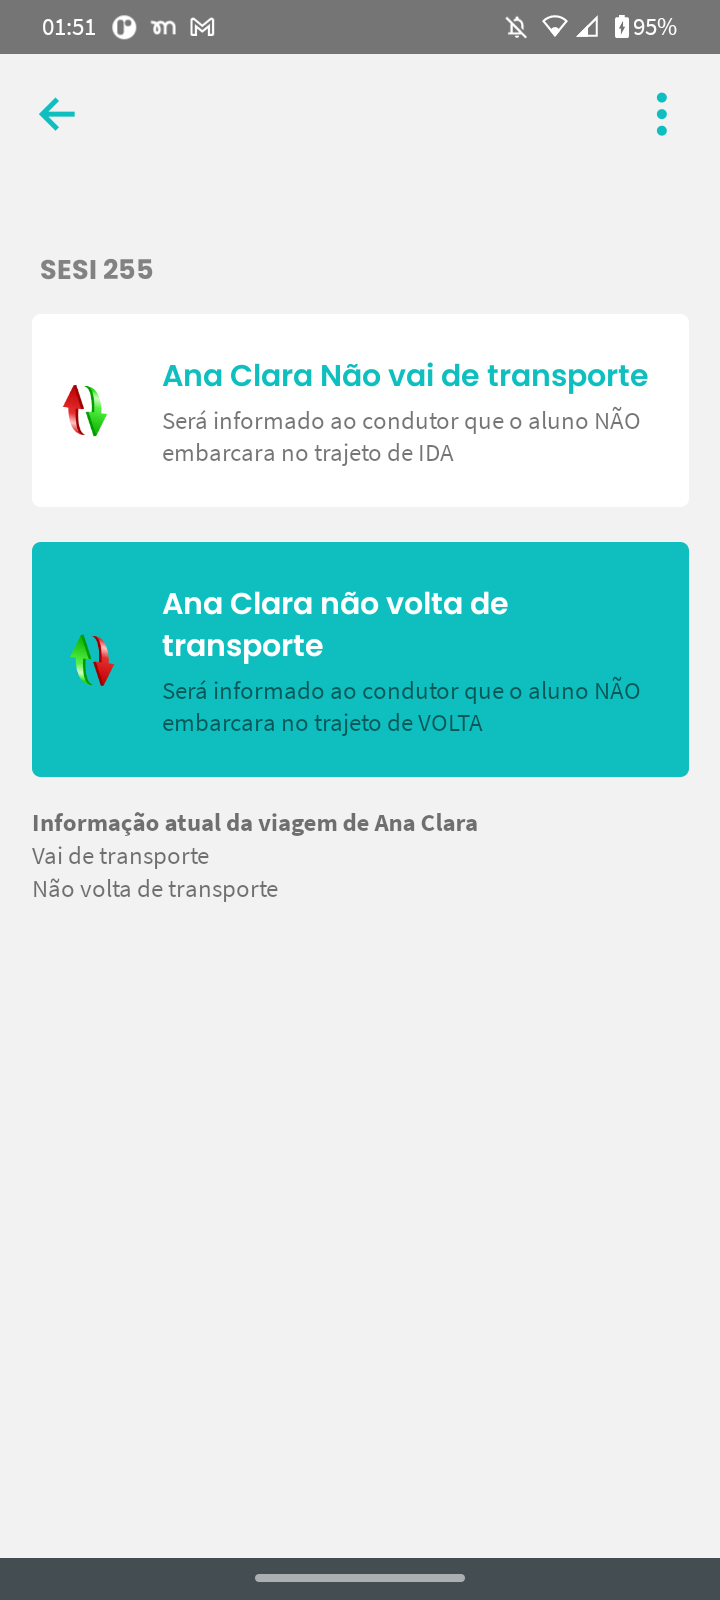 01:51
95%
SESI 255
Ana Clara Não vai de transporte
Será informado ao condutor que o aluno NÃO
embarcara no trajeto de IDA
Ana Clara não volta de
transporte
Será informado ao condutor que o aluno NÃO
embarcara no trajeto de VOLTA
Informação atual da viagem de Ana Clara
Vai de transporte
Não volta de transporte